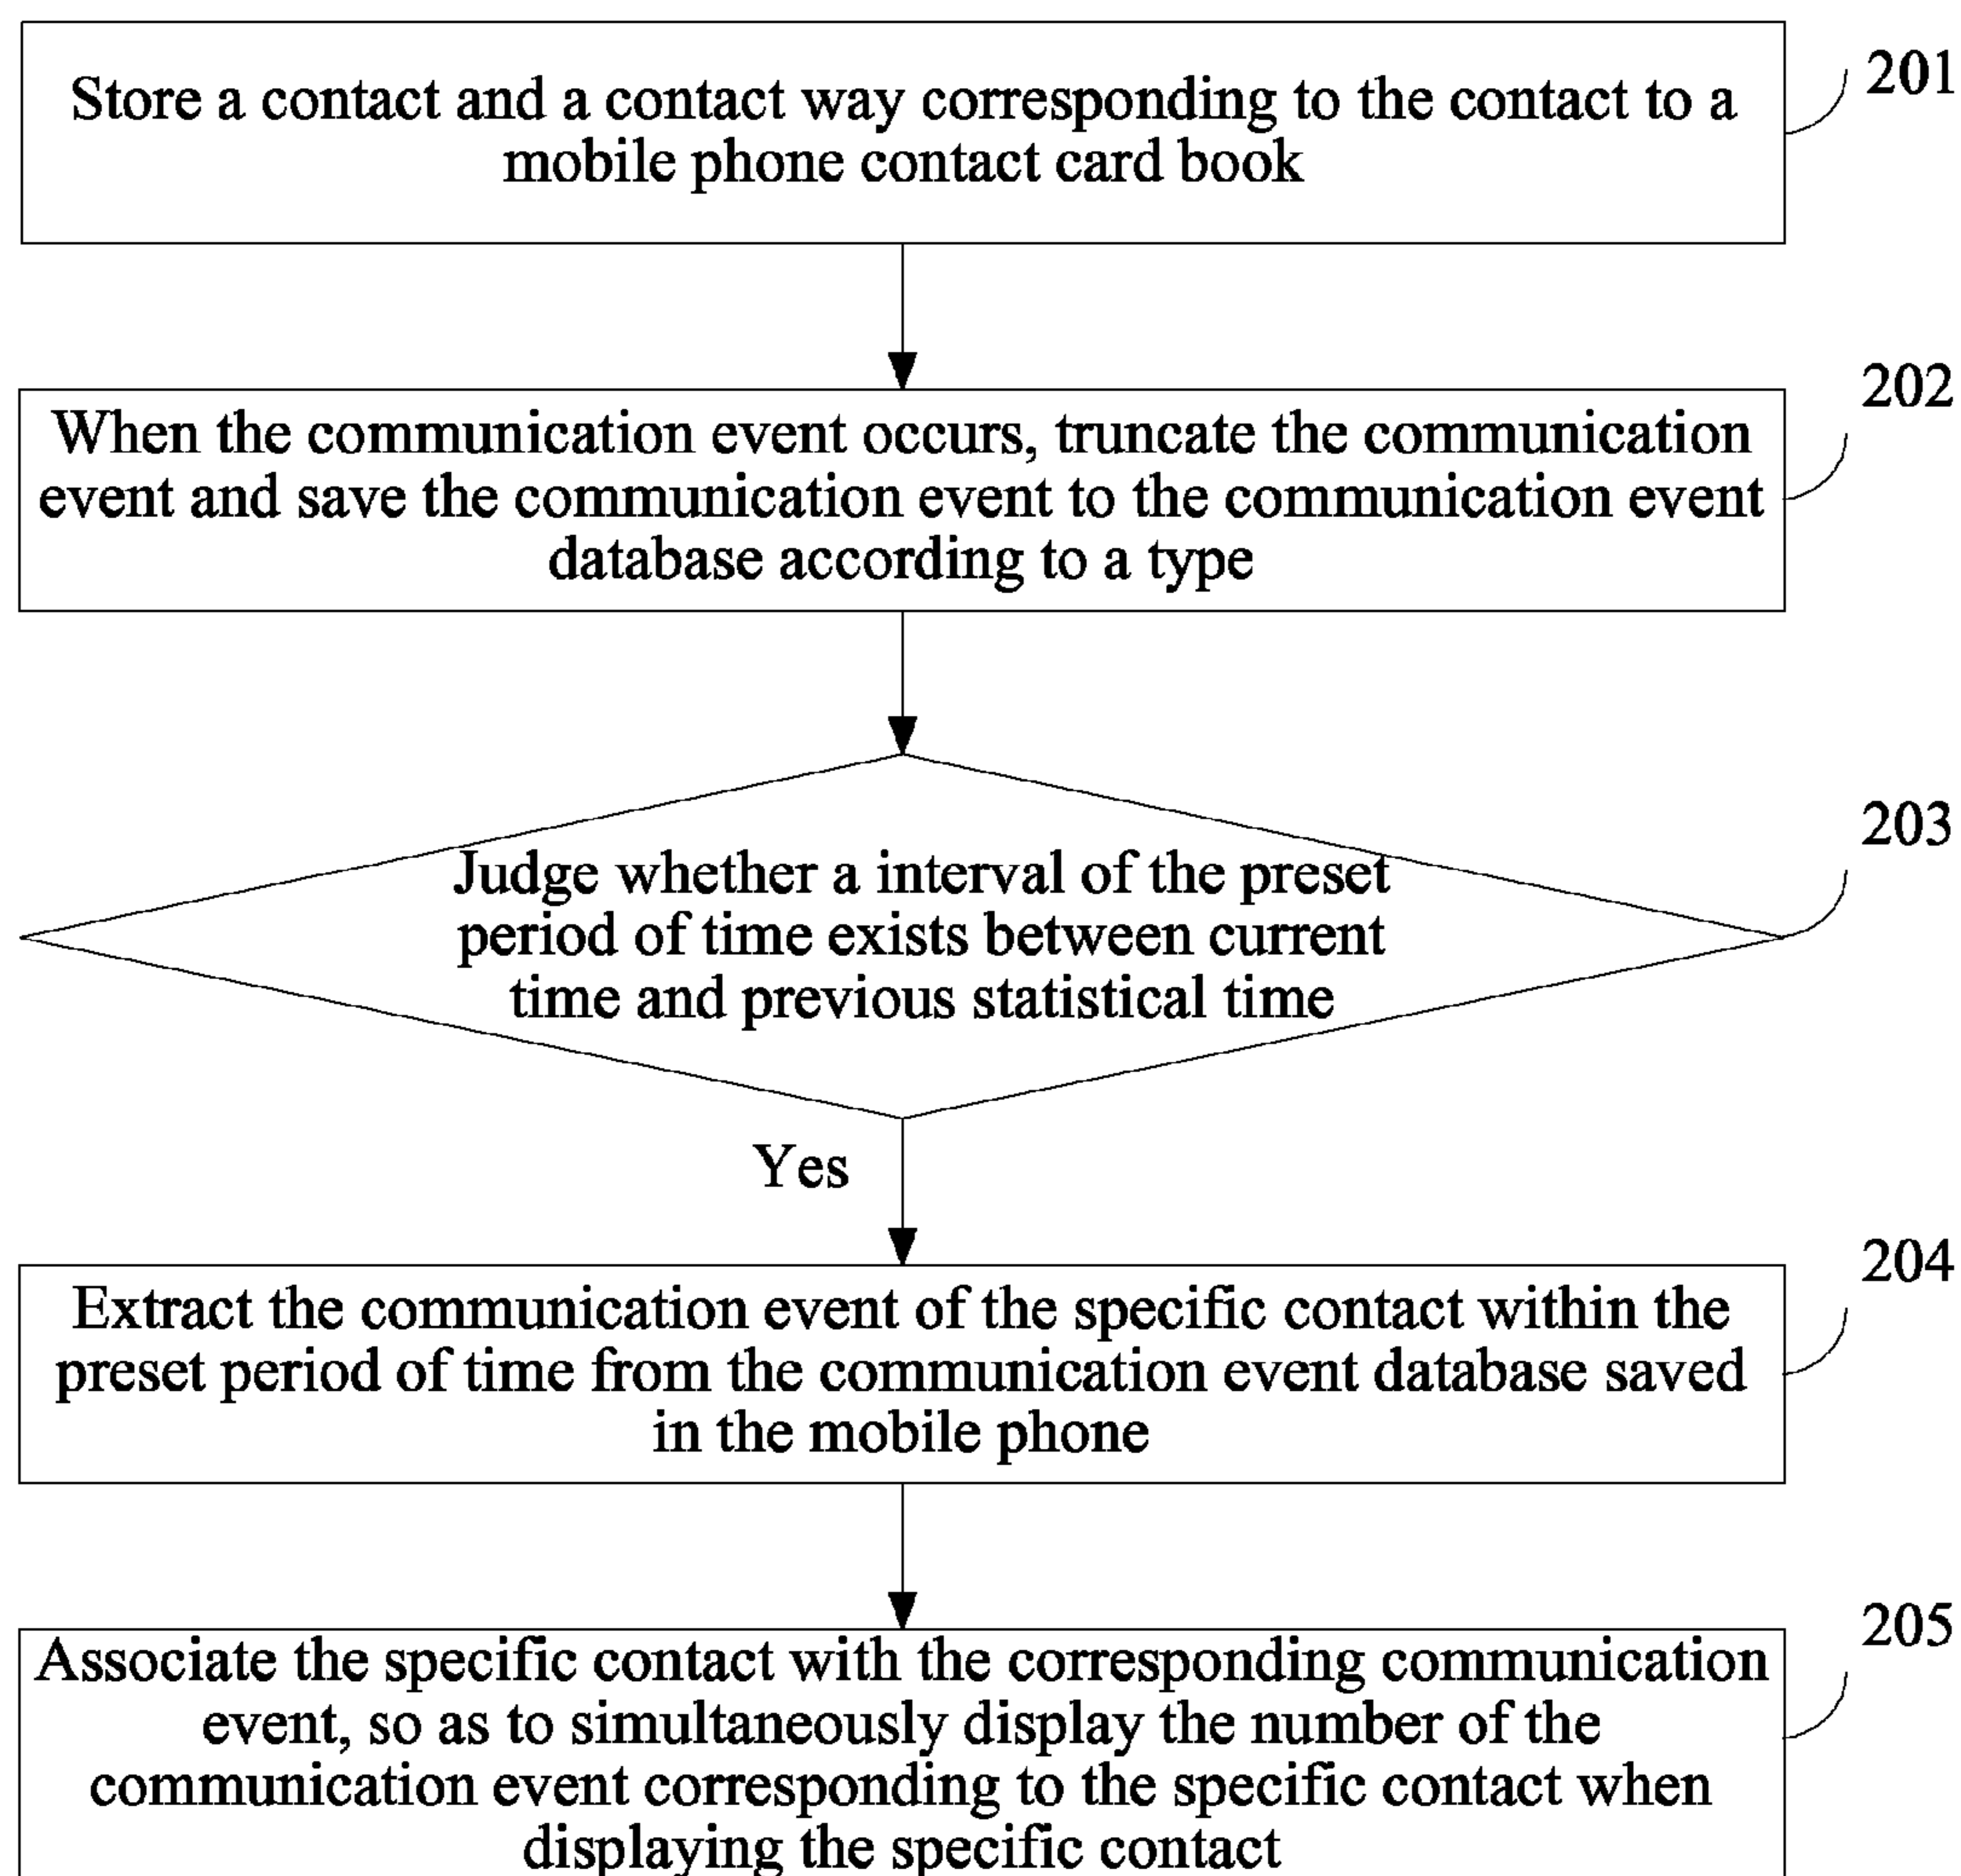 Store a contact and a contact way corresponding to the contact to a
mobile phone contact card book
201
When the communication event occurs, truncate the communication
event and save the communication event to the communication event
database according to a type
202
Judge whether a interval of the preset
period of time exists between current
time and previous statistical time
203
Yes
Extract the communication event of the specific contact within the
preset period of time from the communication event database saved
in the mobile phone
204
Associate the specific contact with the corresponding communication
event, so as to simultaneously display the number of the
communication event corresponding to the specific contact when
displaying the specific contact
205